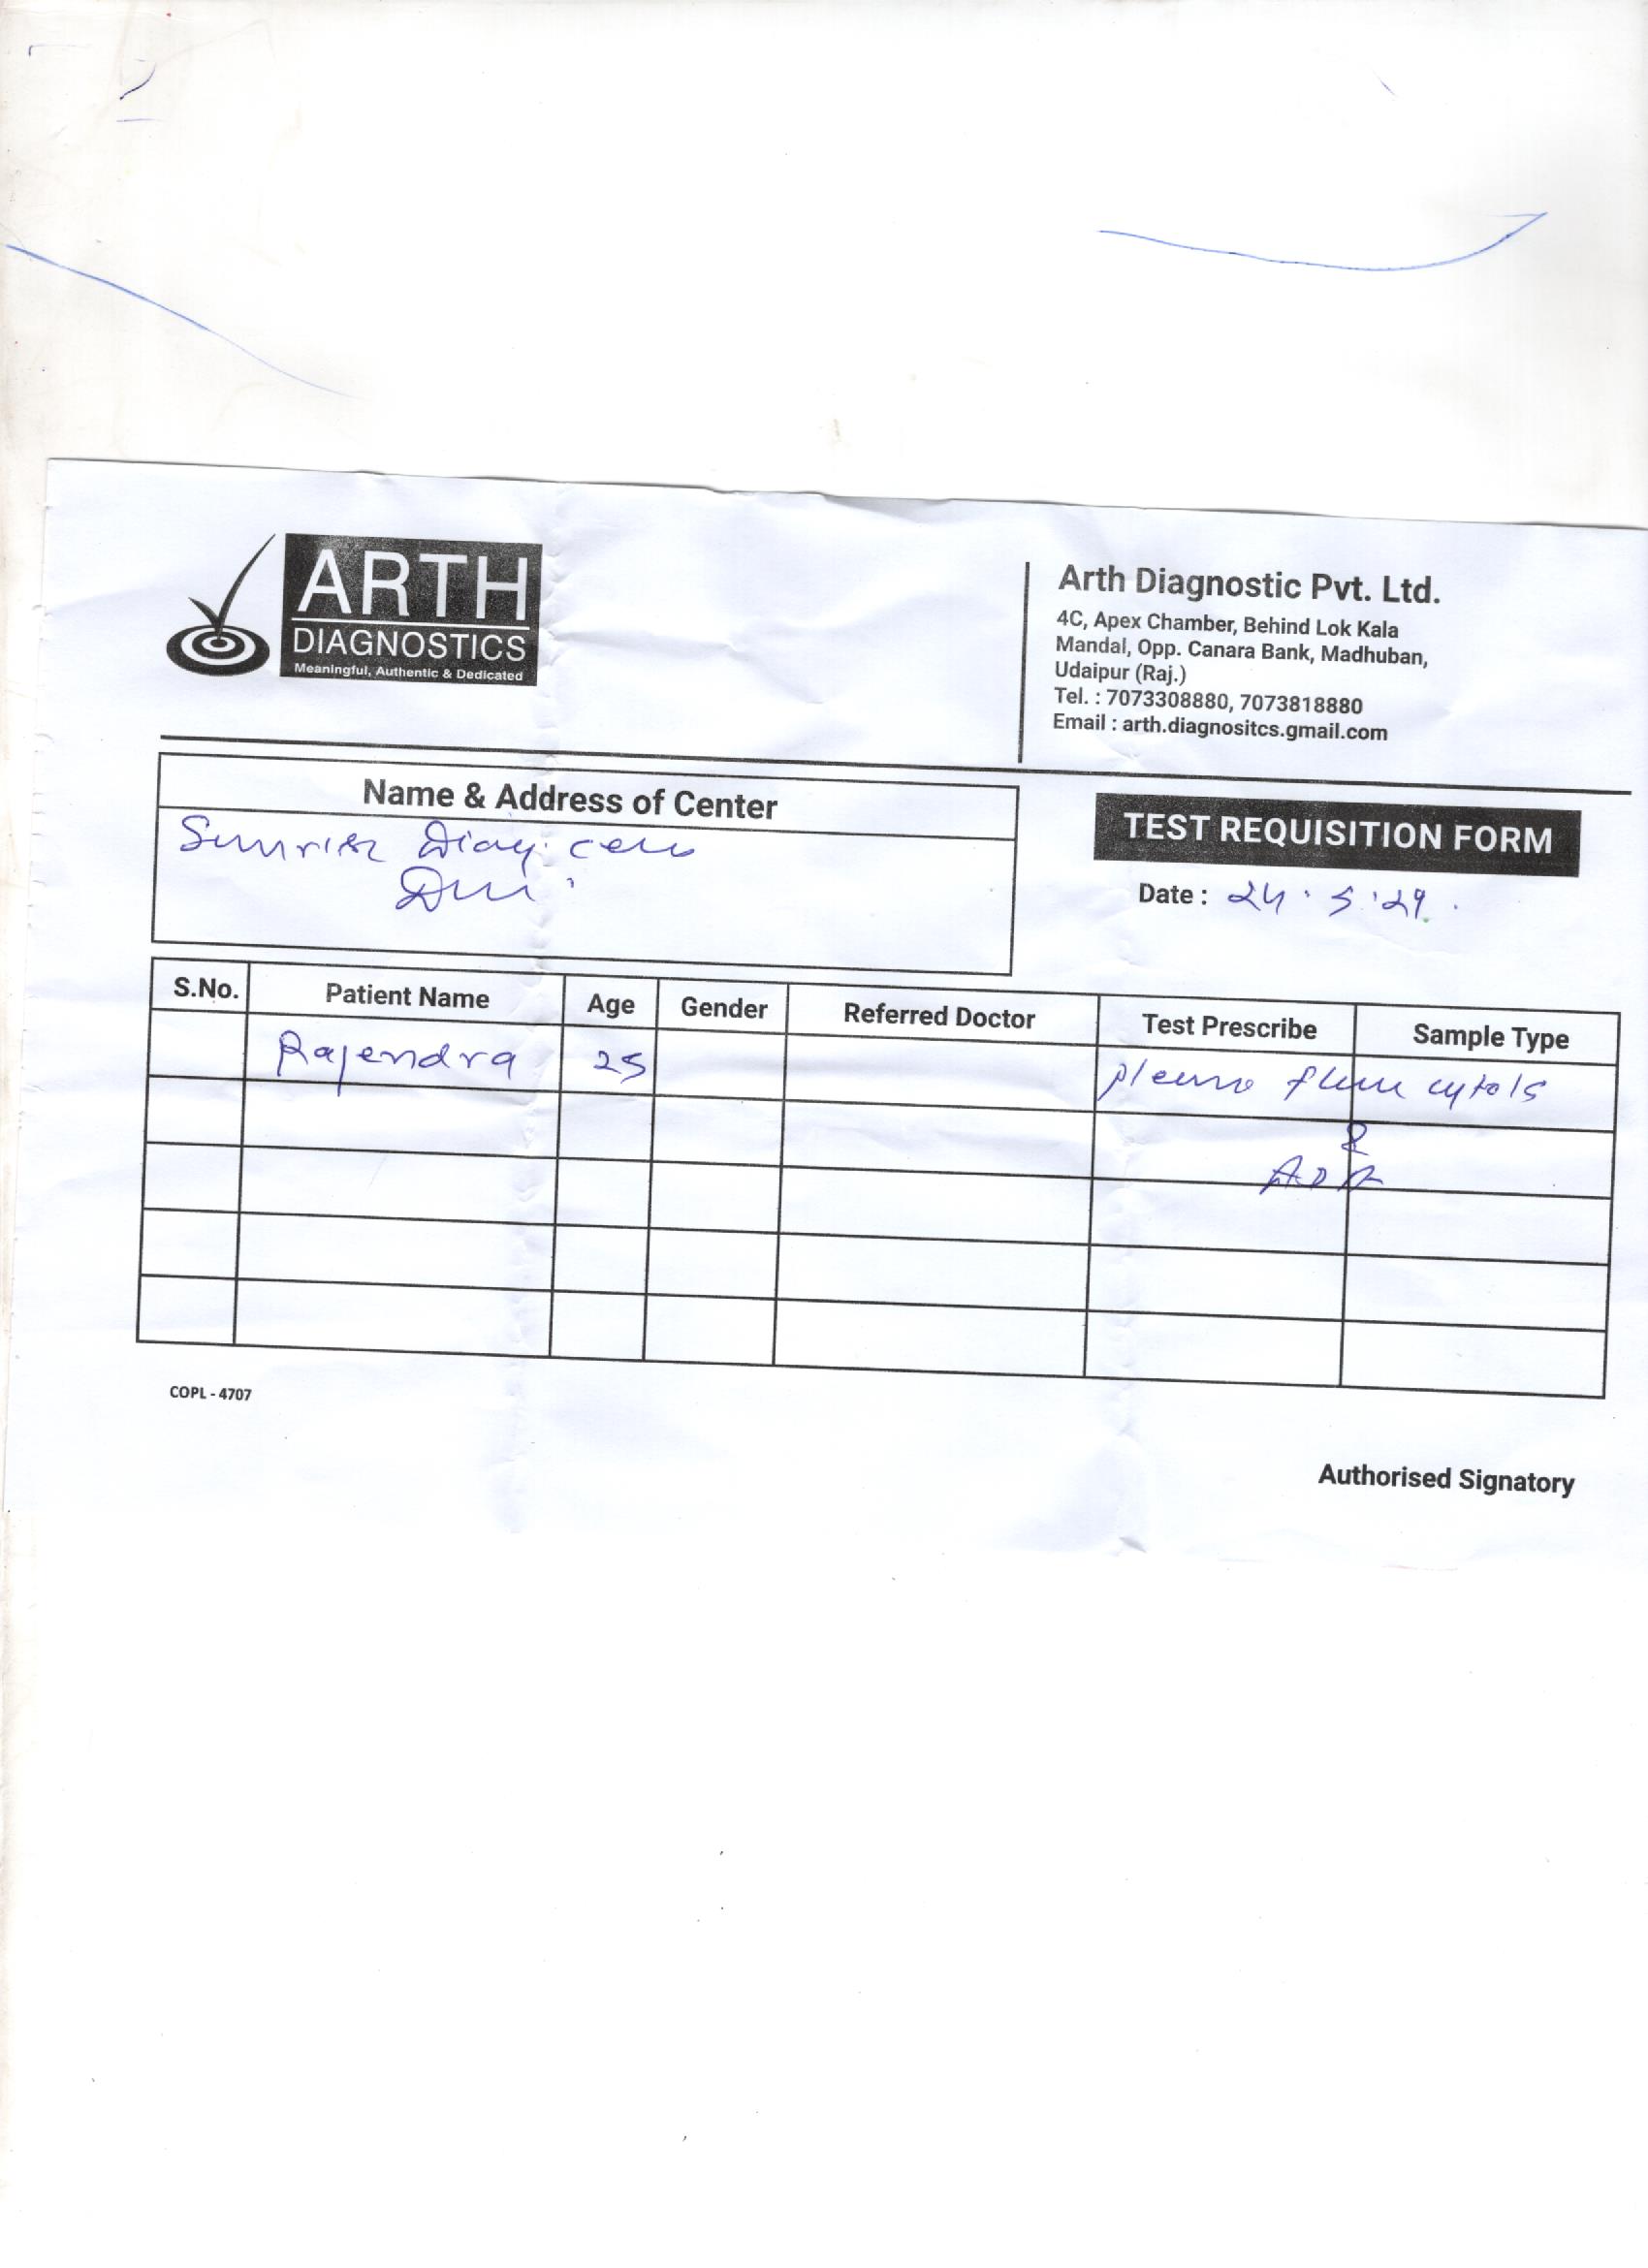 ARTH
DIAGNOSTICS
Meaningful, Authentic & Dedicated
Arth Diagnostic Pvt. Ltd.
4C, Apex Chamber, Behind Lok Kala
Mandal, Opp. Canara Bank, Madhuban,
Udaipur (Raj.)
Tel. : 7073308880, 7073818880
Email : arth.diagnositcs.gmail.com
Name & Address of Center
Sunrise Diag.
TEST REQUISITION FORM
Date : 24.5.24.
S.No. Patient Name Age Gender Referred Doctor Test Prescribe Sample Type
Rajendra 25
&
ADA
COPL - 4707
Authorised Signatory